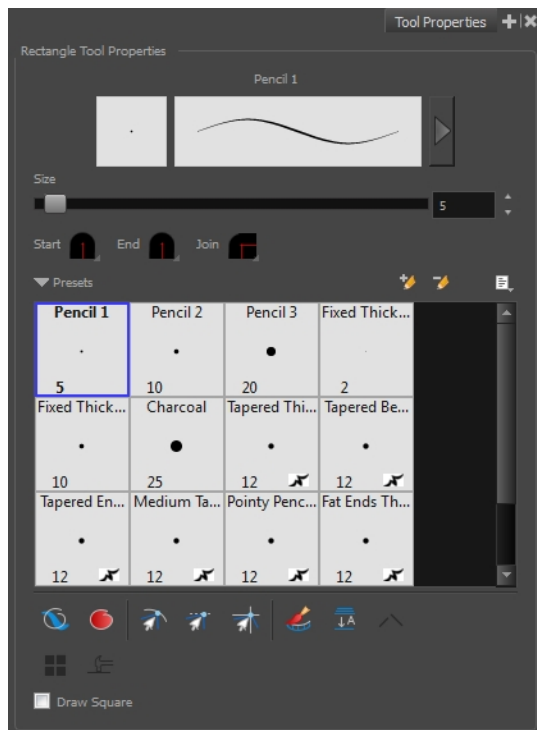 Tool Properties
Rectangle Tool Properties
Pencil 1
Size
5
Start End Join
Presets
Pencil 1 Pencil 2 Pencil 3 Fixed Thick...
5 10 20 2
Fixed Thick... Charcoal Tapered Thi... Tapered Be...
10 25 12 12
Tapered En... Medium Ta... Pointy Penc... Fat Ends Th...
12 12 12 12
A
Draw Square